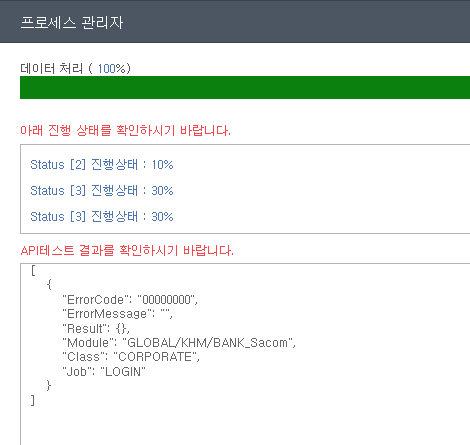 프로세스 관리자
데이터 처리 ( 100%)
아래 진행 상태를 확인하시기 바랍니다.
Status [2] 진행상태 : 10%
Status [3] 진행상태 : 30%
Status [3] 진행상태 : 30%
API테스트 결과를 확인하시기 바랍니다.
[
{
"ErrorCode": "00000000",
"ErrorMessage": "",
"Result": {},
"Module": "GLOBAL/KHM/BANK_Sacom",
"Class": "CORPORATE",
"Job": "LOGIN"
}
]